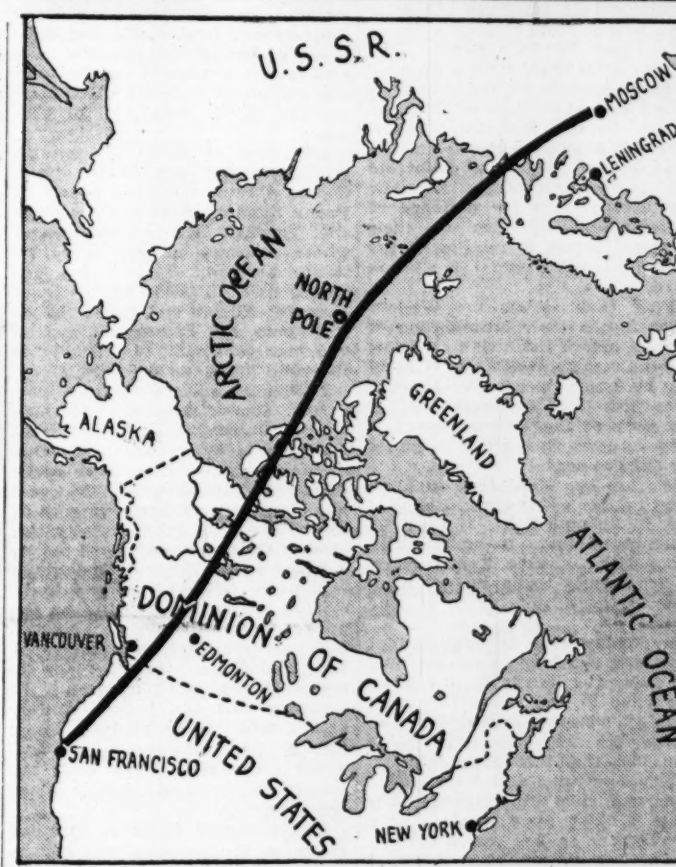 U.S.S.R.
MOSCOW
LENINGRAD
ARCTIC OCEAN
NORTH
POLE
GREENLAND
ALASKA
ATLANTIC OCEAN
DOMINION OF CANADA
VANCOUVER
EDMONTON
UNITED STATES
SAN FRANCISCO
NEW YORK